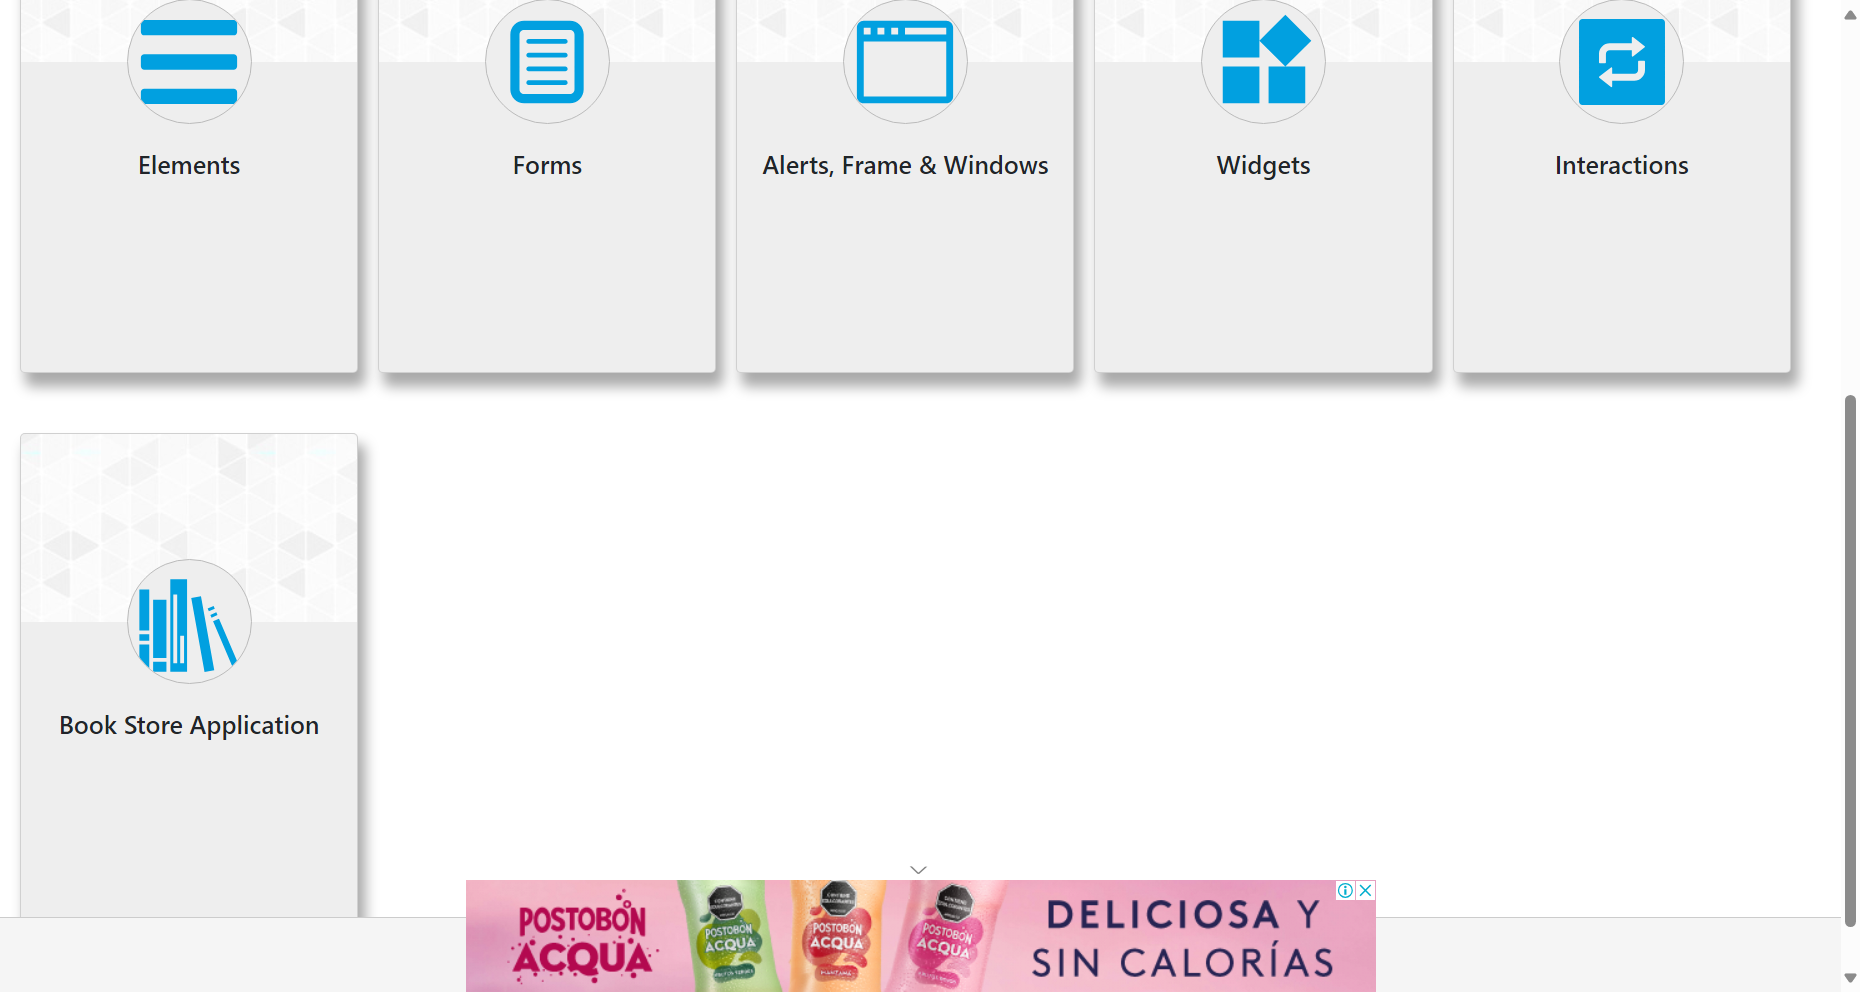 Elements
Forms
Alerts, Frame & Windows
Widgets
Interactions
Book Store Application
POSTOBÓN
ACQUA
POSTOBÓN
ACQUA
POSTOBÓN
ACQUA
MANZANA
POSTOBÓN
ACQUA
DELICIOSA Y
SIN CALORÍAS